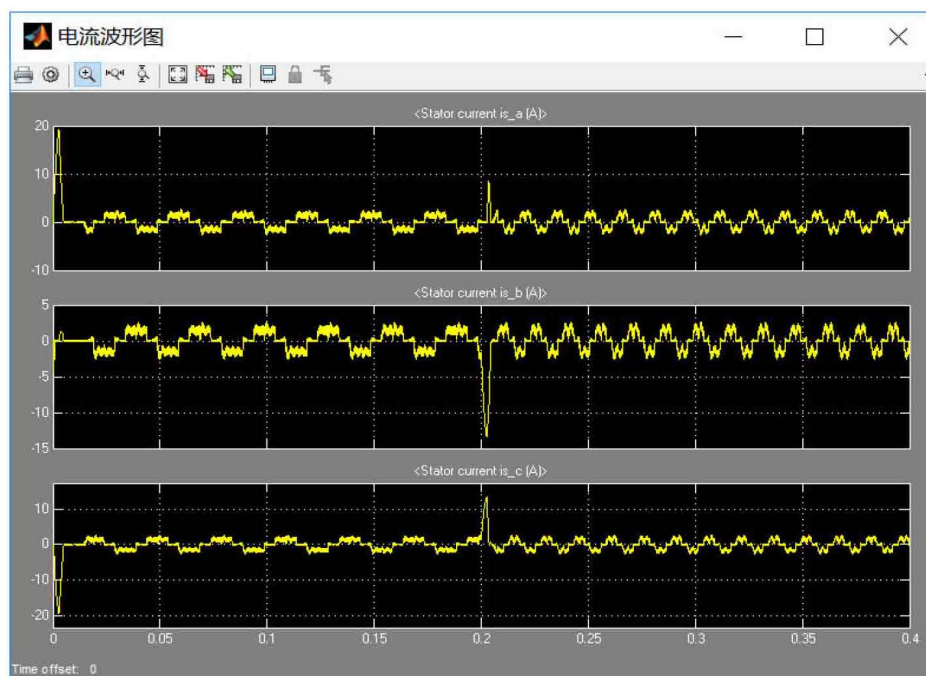 电流波形图
<Stator current is_a (A)>
20
10
0
-10
<Stator current is_b (A)>
5
0
-5
-10
-15
<Stator current is_c (A)>
10
0
-10
-20
0 0.05 0.1 0.15 0.2 0.25 0.3 0.35 0.4
Time offset: 0